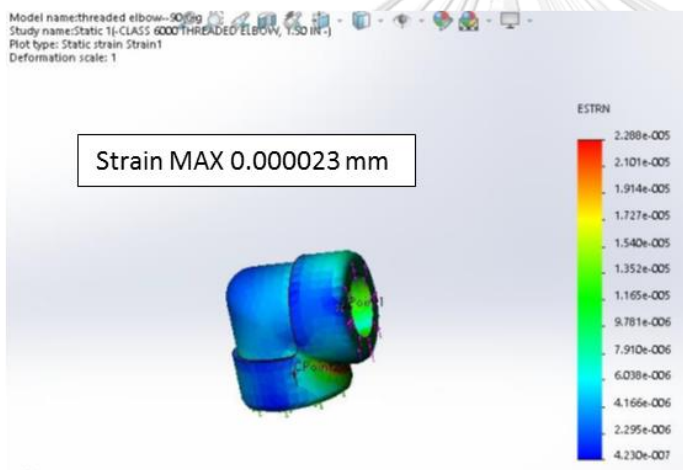 Model name:threaded elbow--90deg
Study name:Static 1(-CLASS 6000 THREADED ELBOW, 1.50 IN -)
Plot type: Static strain Strain1
Deformation scale: 1
ESTRN
Strain MAX 0.000023 mm
2.288e-005
2.101e-005
1.914e-005
1.727e-005
1.540e-005
1.352e-005
1.165e-005
9.781e-006
7.910e-006
6.038e-006
4.166e-006
2.295e-006
4.230e-007